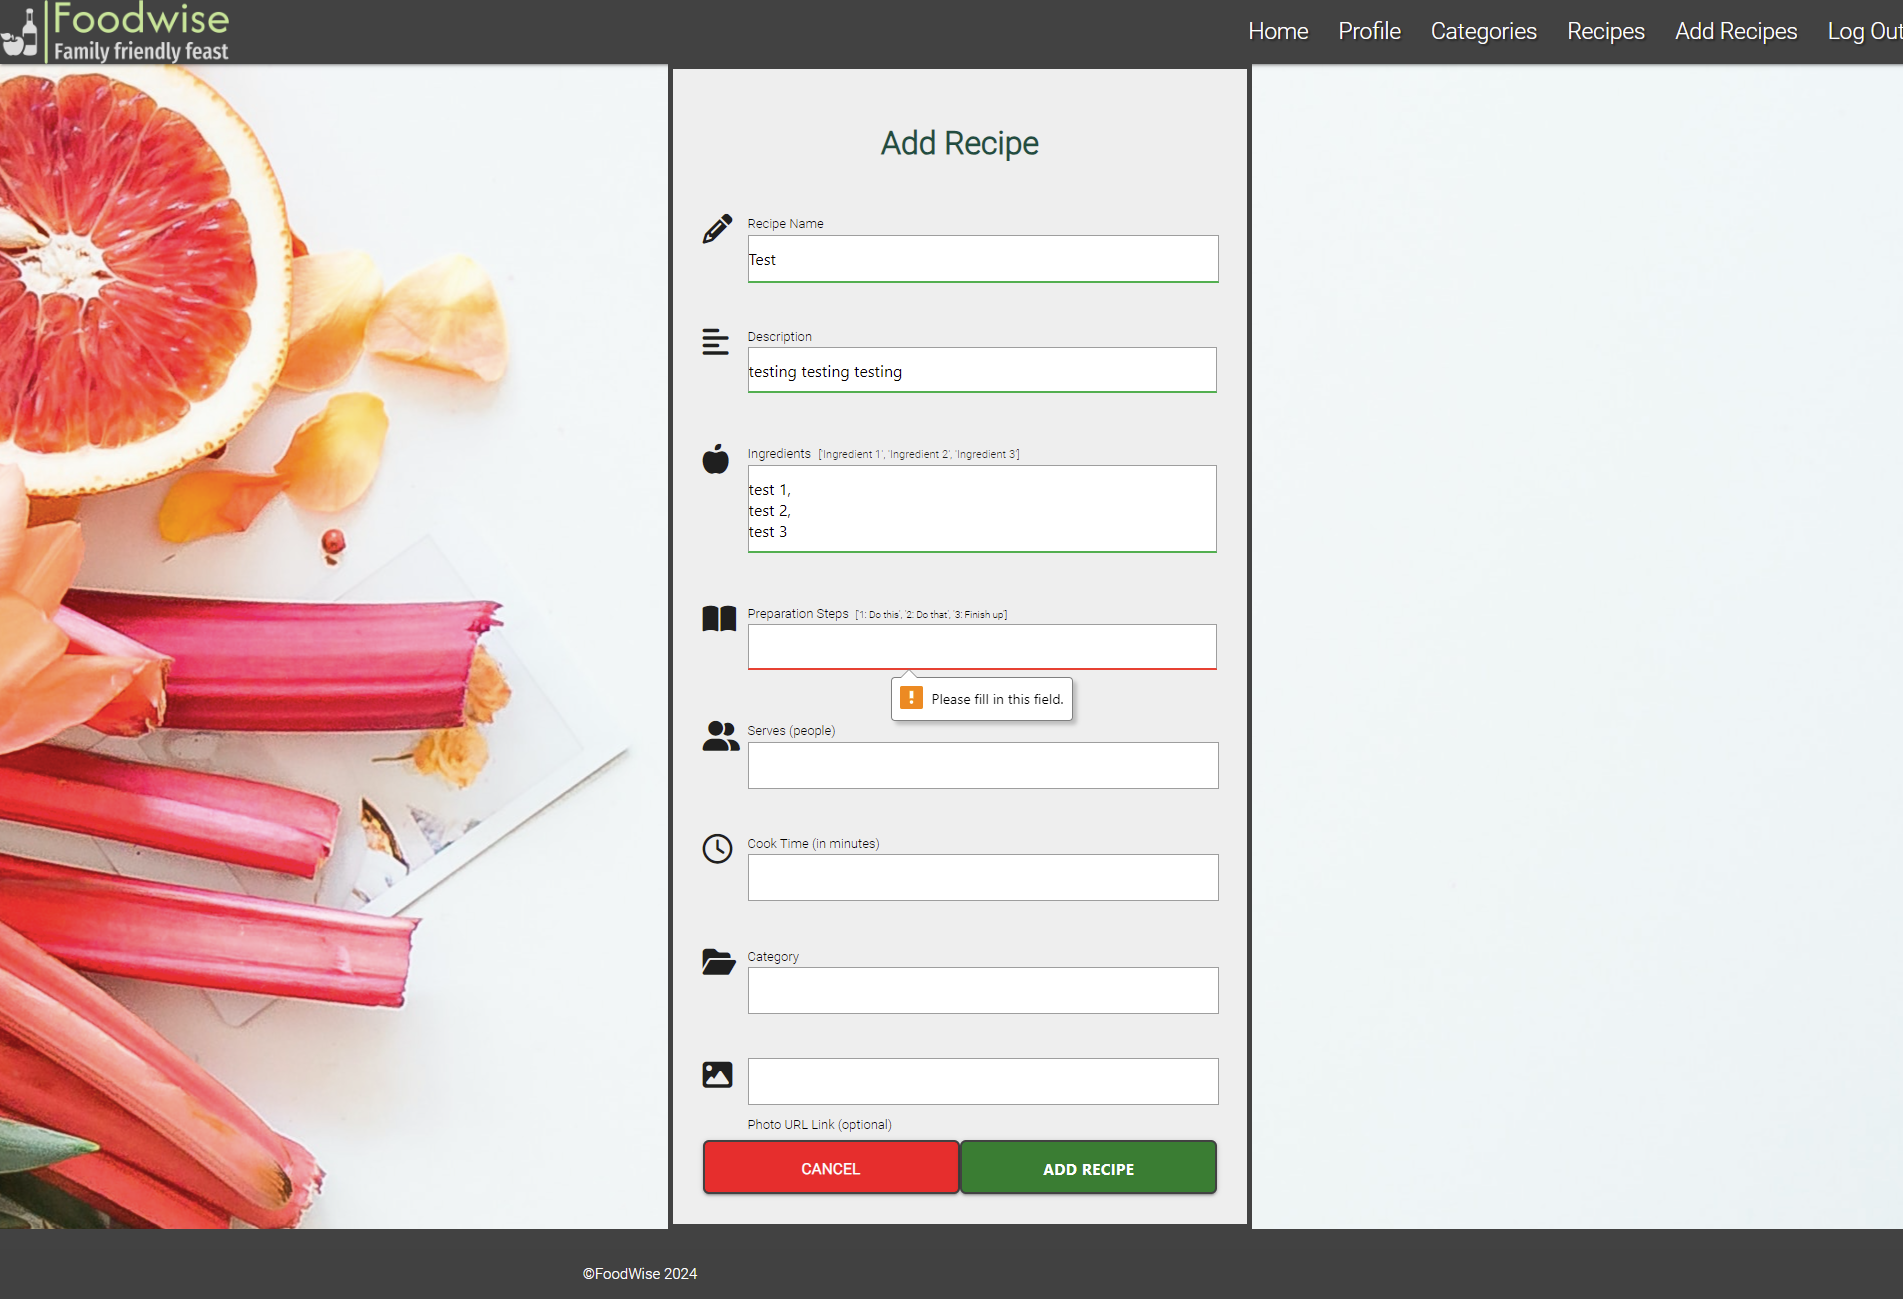 Foodwise
Family friendly feast
Home Profile Categories Recipes Add Recipes Log Out
Add Recipe
Recipe Name
Test
Description
testing testing testing
Ingredients ['Ingredient 1', 'Ingredient 2', 'Ingredient 3']
test 1,
test 2,
test 3
Preparation Steps ['1: Do this', '2: Do that', '3: Finish up']
Please fill in this field.
Serves (people)
Cook Time (in minutes)
Category
Photo URL Link (optional)
CANCEL ADD RECIPE
©FoodWise 2024